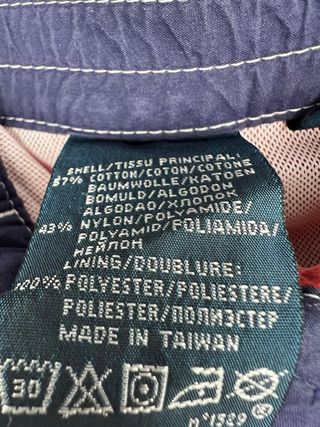 SHELL/TISSU PRINCIPAL:
57% COTTON/COTON/COTONE
BAUMWOLLE/KATOEN
BOMULD/ALGODON
ALGODAO/ХЛОПОК
43% NYLON/POLYAMIDE/
POLYAMID/POLIAMIDA/
НЕЙЛОН
LINING/DOUBLURE:
100% POLYESTER/POLIESTERE/
POLIESTER/ПОЛИЭСТЕР
MADE IN TAIWAN
30